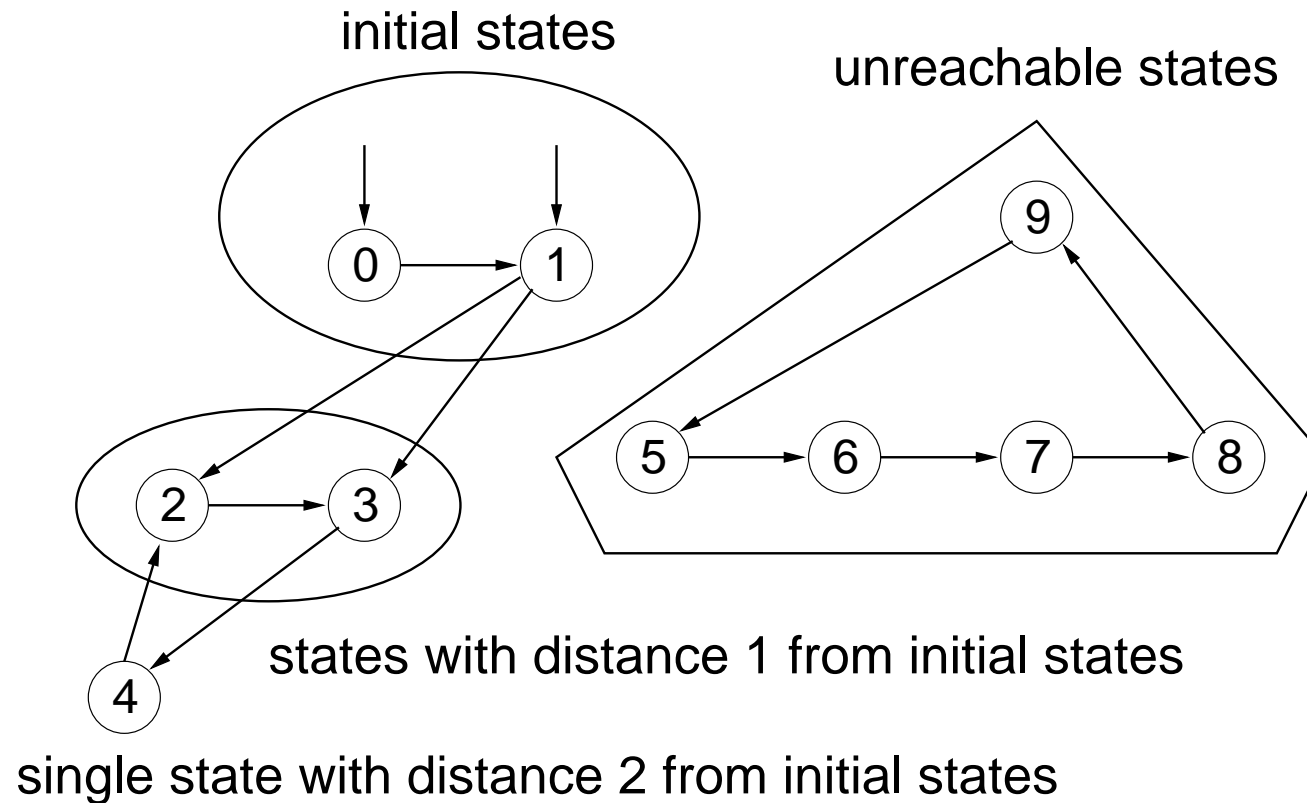 initial states
unreachable states
9
0 1
5 6 7 8
2 3
states with distance 1 from initial states
4
single state with distance 2 from initial states